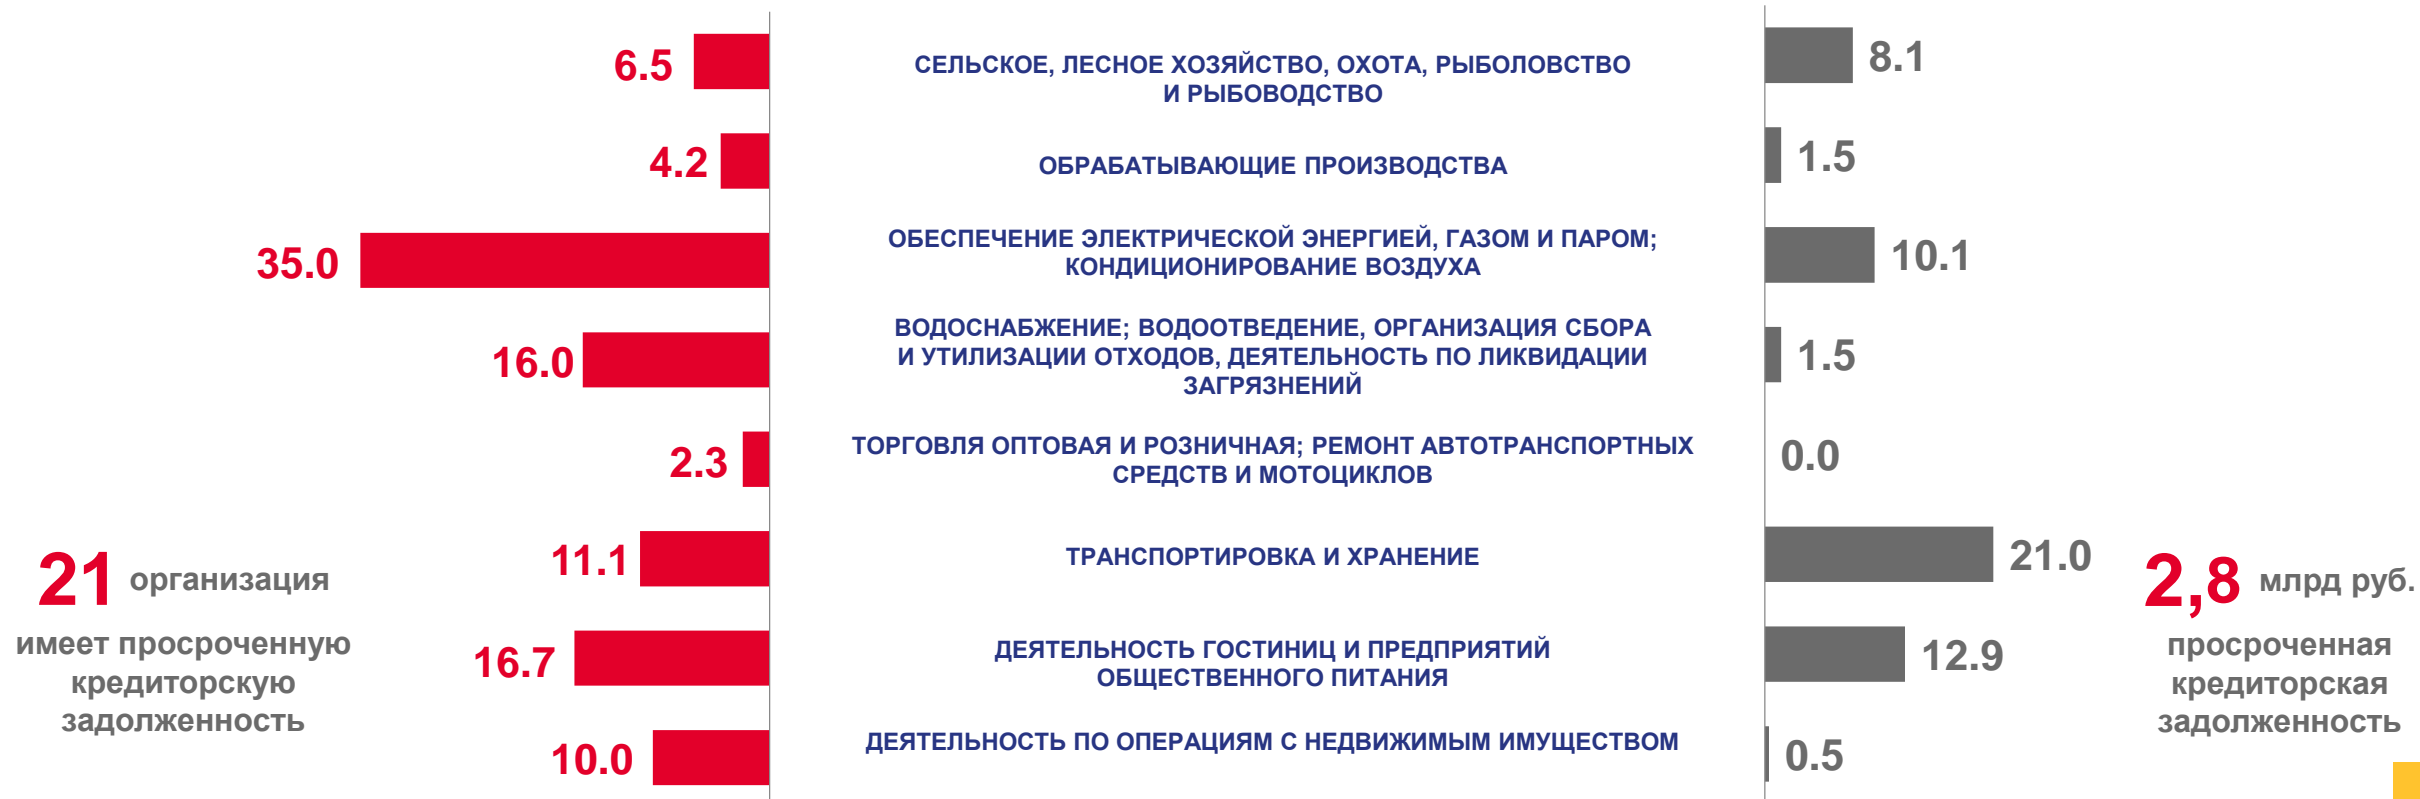 6.5
СЕЛЬСКОЕ, ЛЕСНОЕ ХОЗЯЙСТВО, ОХОТА, РЫБОЛОВСТВО
И РЫБОВОДСТВО
8.1
4.2
ОБРАБАТЫВАЮЩИЕ ПРОИЗВОДСТВА
1.5
35.0
ОБЕСПЕЧЕНИЕ ЭЛЕКТРИЧЕСКОЙ ЭНЕРГИЕЙ, ГАЗОМ И ПАРОМ;
КОНДИЦИОНИРОВАНИЕ ВОЗДУХА
10.1
16.0
ВОДОСНАБЖЕНИЕ; ВОДООТВЕДЕНИЕ, ОРГАНИЗАЦИЯ СБОРА
И УТИЛИЗАЦИИ ОТХОДОВ, ДЕЯТЕЛЬНОСТЬ ПО ЛИКВИДАЦИИ
ЗАГРЯЗНЕНИЙ
1.5
2.3
ТОРГОВЛЯ ОПТОВАЯ И РОЗНИЧНАЯ; РЕМОНТ АВТОТРАНСПОРТНЫХ
СРЕДСТВ И МОТОЦИКЛОВ
0.0
11.1
ТРАНСПОРТИРОВКА И ХРАНЕНИЕ
21.0
16.7
ДЕЯТЕЛЬНОСТЬ ГОСТИНИЦ И ПРЕДПРИЯТИЙ
ОБЩЕСТВЕННОГО ПИТАНИЯ
12.9
10.0
ДЕЯТЕЛЬНОСТЬ ПО ОПЕРАЦИЯМ С НЕДВИЖИМЫМ ИМУЩЕСТВОМ
0.5
21 организация
имеет просроченную
кредиторскую
задолженность
2,8 млрд руб.
просроченная
кредиторская
задолженность